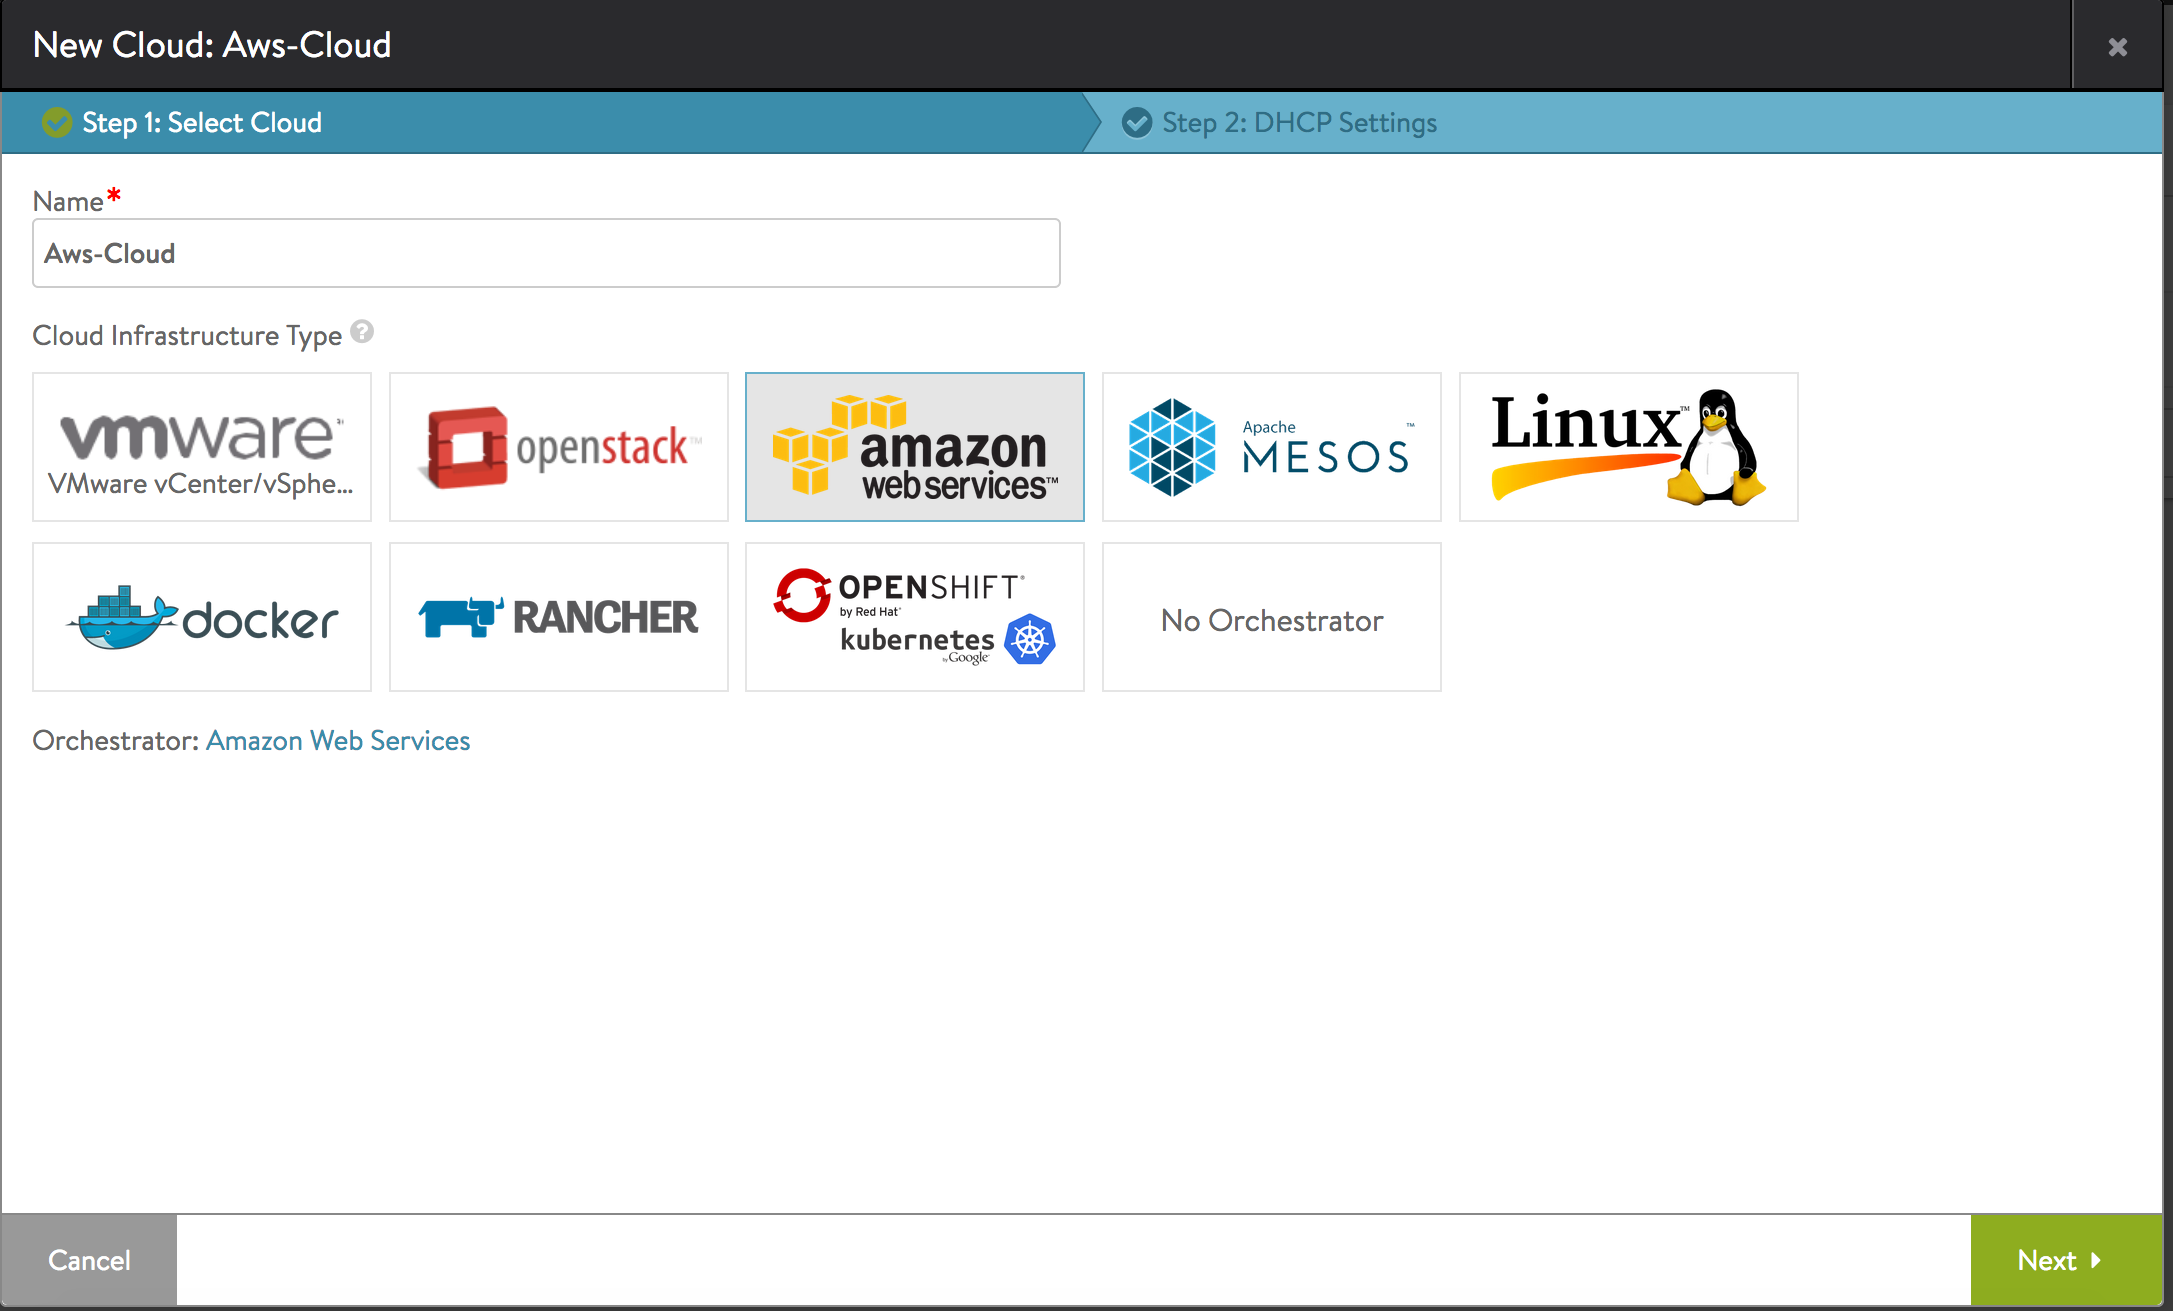 New Cloud: Aws-Cloud
Step 1: Select Cloud
Step 2: DHCP Settings
Name*
Aws-Cloud
Cloud Infrastructure Type ?
vmware™
VMware vCenter/vSphe...
openstack™
amazon
web services™
Apache
MESOS™
Linux™
docker
RANCHER
OPENSHIFT®
by Red Hat®
kubernetes
by Google
No Orchestrator
Orchestrator: Amazon Web Services
Cancel
Next